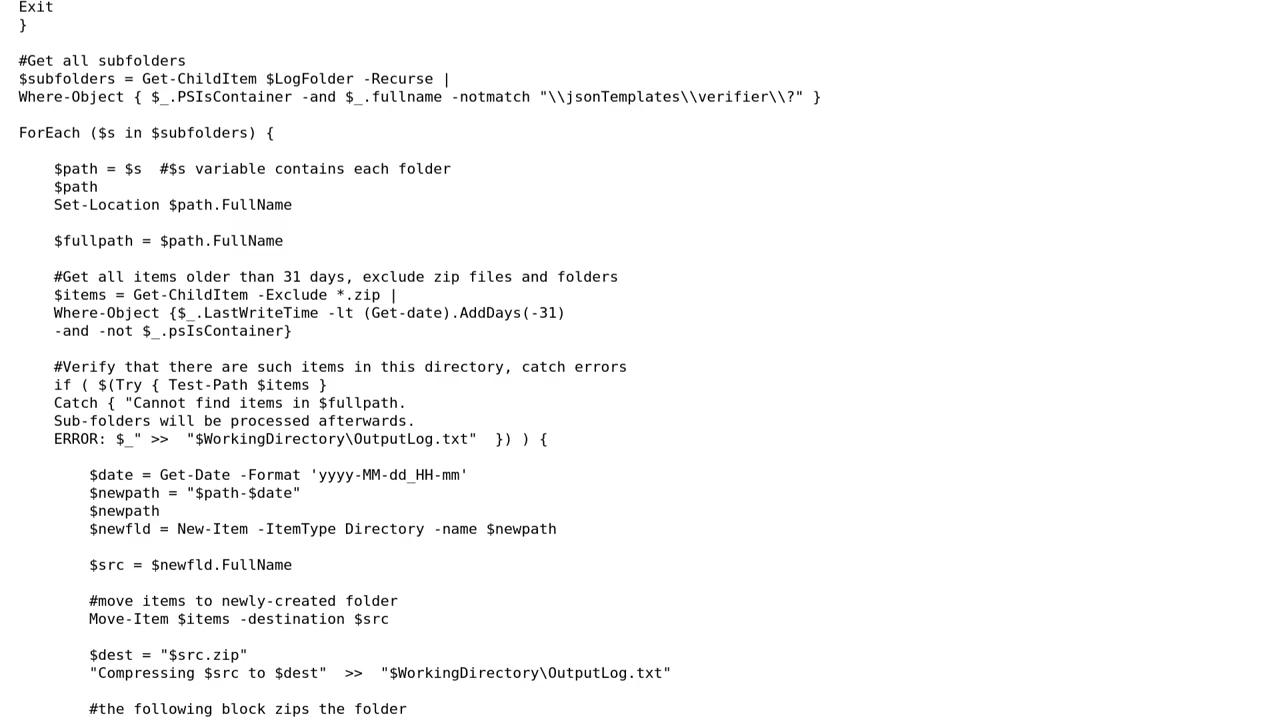 Exit
}
#Get all subfolders
$subfolders = Get-ChildItem $LogFolder -Recurse |
Where-Object { $_.PSIsContainer -and $_.fullname -notmatch "\\jsonTemplates\\verifier\\?" }
ForEach ($s in $subfolders) {
$path = $s  #$s variable contains each folder
$path
Set-Location $path.FullName
$fullpath = $path.FullName
#Get all items older than 31 days, exclude zip files and folders
$items = Get-ChildItem -Exclude *.zip |
Where-Object {$_.LastWriteTime -lt (Get-date).AddDays(-31)
-and -not $_.psIsContainer}
#Verify that there are such items in this directory, catch errors
if ( $(Try { Test-Path $items }
Catch { "Cannot find items in $fullpath.
Sub-folders will be processed afterwards.
ERROR: $_" >>  "$WorkingDirectory\OutputLog.txt"  }) ) {
$date = Get-Date -Format 'yyyy-MM-dd_HH-mm'
$newpath = "$path-$date"
$newpath
$newfld = New-Item -ItemType Directory -name $newpath
$src = $newfld.FullName
#move items to newly-created folder
Move-Item $items -destination $src
$dest = "$src.zip"
"Compressing $src to $dest"  >>  "$WorkingDirectory\OutputLog.txt"
#the following block zips the folder